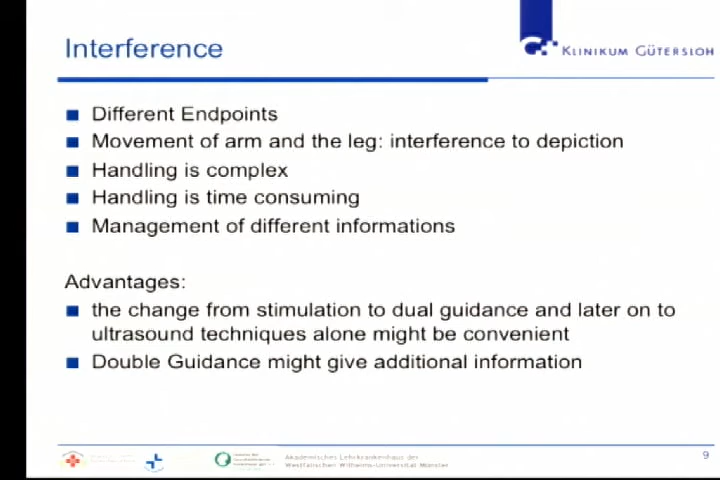 Interference
KLINIKUM GÜTERSLOH
Different Endpoints
Movement of arm and the leg: interference to depiction
Handling is complex
Handling is time consuming
Management of different informations
Advantages:
the change from stimulation to dual guidance and later on to
ultrasound techniques alone might be convenient
Double Guidance might give additional information
Akademisches Lehrkrankenhaus der
Westfälischen Wilhelms-Universität Münster
9